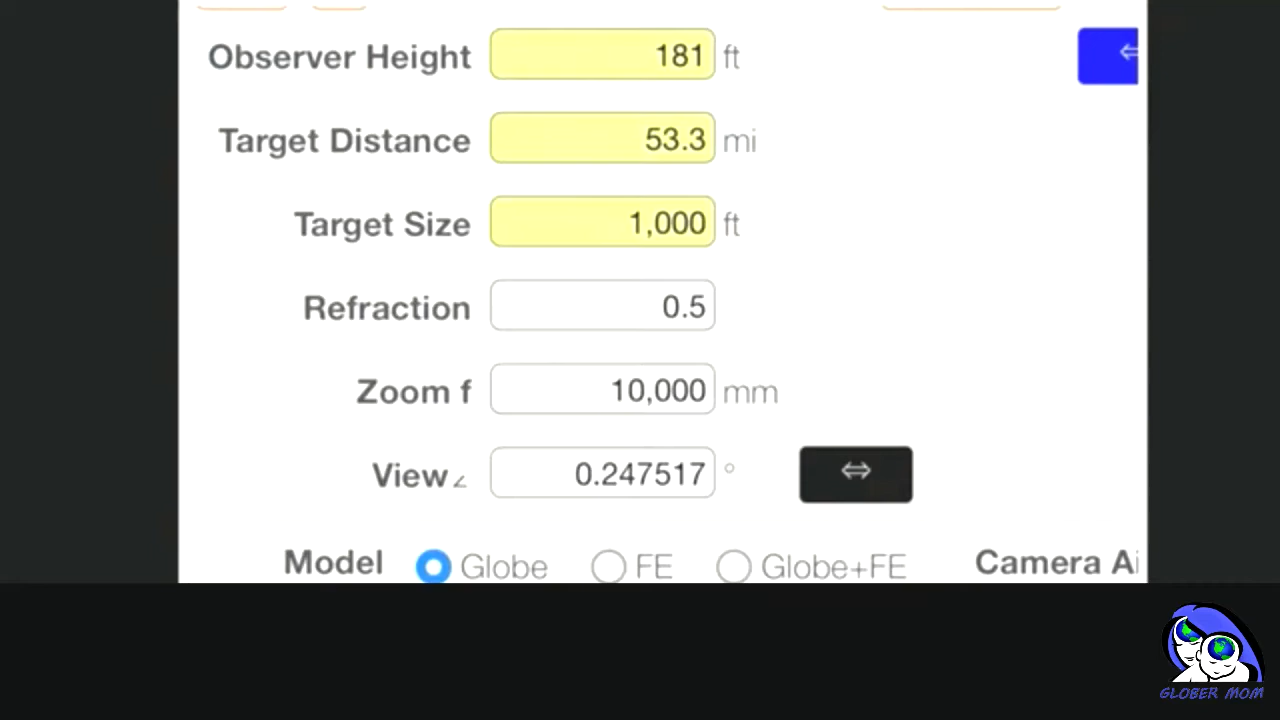 Observer Height 181 ft
Target Distance 53.3 mi
Target Size 1,000 ft
Refraction 0.5
Zoom f 10,000 mm
View∠ 0.247517 °
Model Globe FE Globe+FE Camera Ai
GLOBER MOM